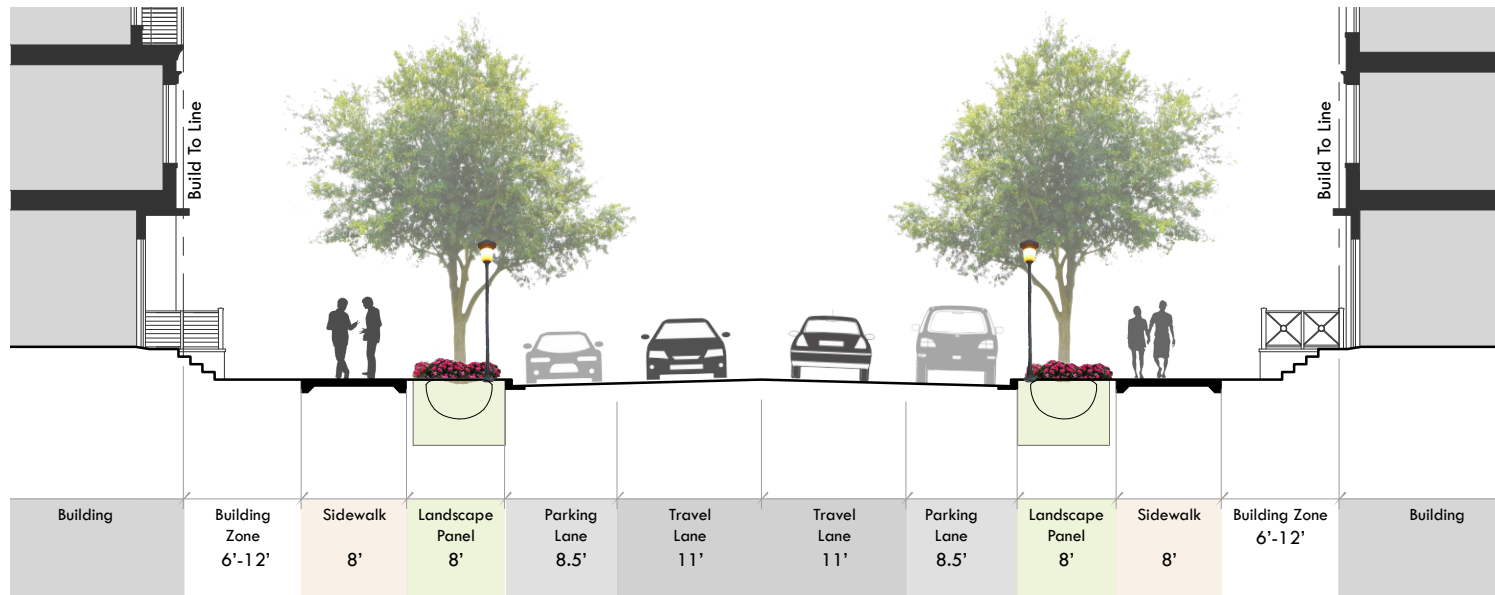 Build To Line
Build To Line
Building
Building
Zone
6’-12’
Sidewalk
8’
Landscape
Panel
8’
Parking
Lane
8.5’
Travel
Lane
11’
Travel
Lane
11’
Parking
Lane
8.5’
Landscape
Panel
8’
Sidewalk
8’
Building Zone
6’-12’
Building